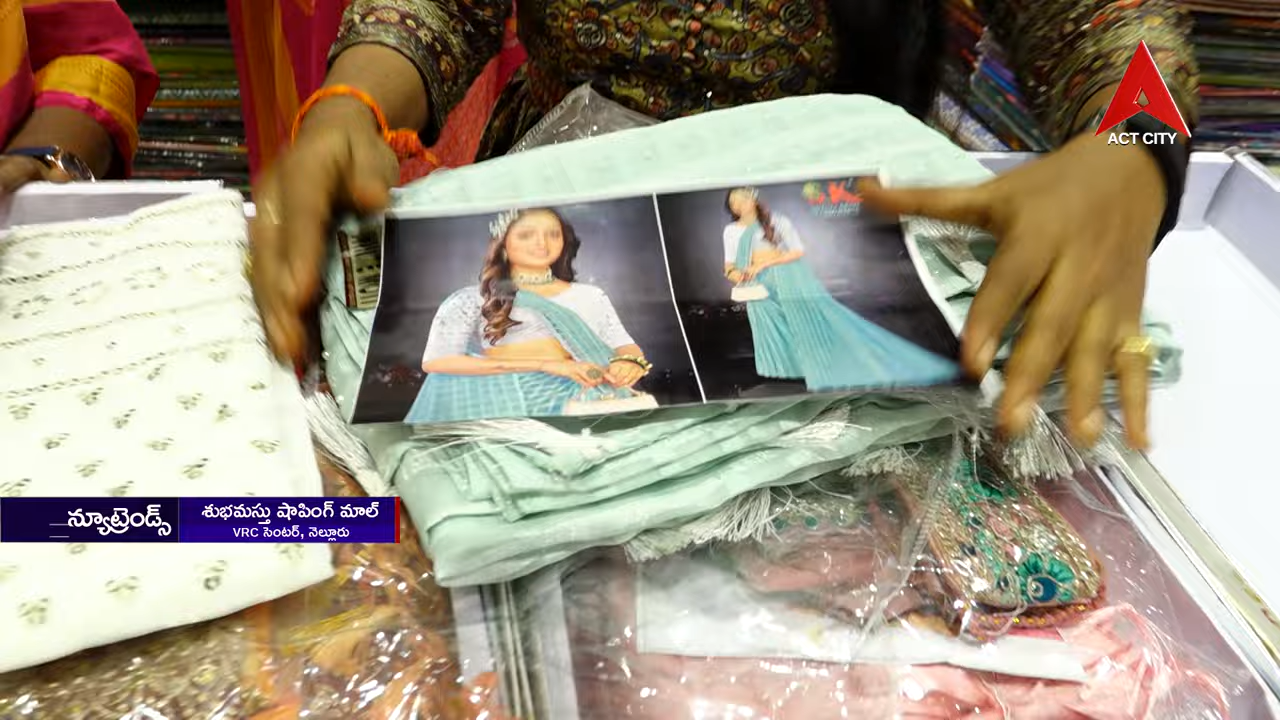 ACT CITY
న్యూట్రెండ్స్
శుభమస్తు షాపింగ్ మాల్
VRC సెంటర్, నెల్లూరు